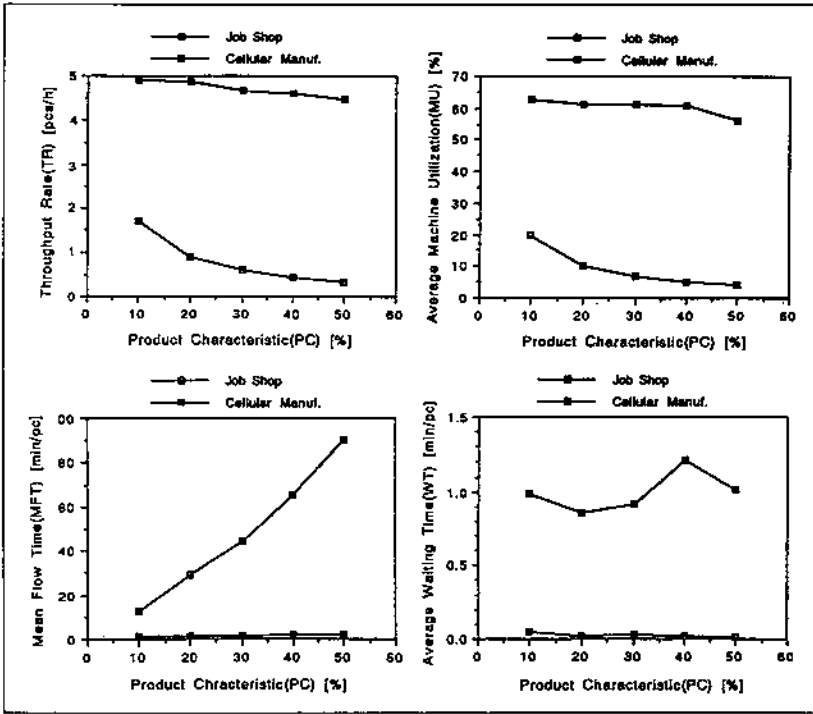 Job Shop
Cellular Manuf.
Throughput Rate(TR) [pcs/h]
5
4
3
2
1
0
0 10 20 30 40 50 60
Product Characteristic(PC) [%]
Job Shop
Cellular Manuf.
Average Machine Utilization(MU) [%]
70
60
50
40
30
20
10
0
0 10 20 30 40 50 60
Product Characteristic(PC) [%]
Job Shop
Cellular Manuf.
Mean Flow Time(MFT) [min/pc]
00
80
60
40
20
0
0 10 20 30 40 50 60
Product Chracteristic(PC) [%]
Job Shop
Cellular Manuf.
Average Waiting Time(WT) [min/pc]
1.5
1.0
0.5
0.0
0 10 20 30 40 50 60
Product Chracteristic(PC) [%]